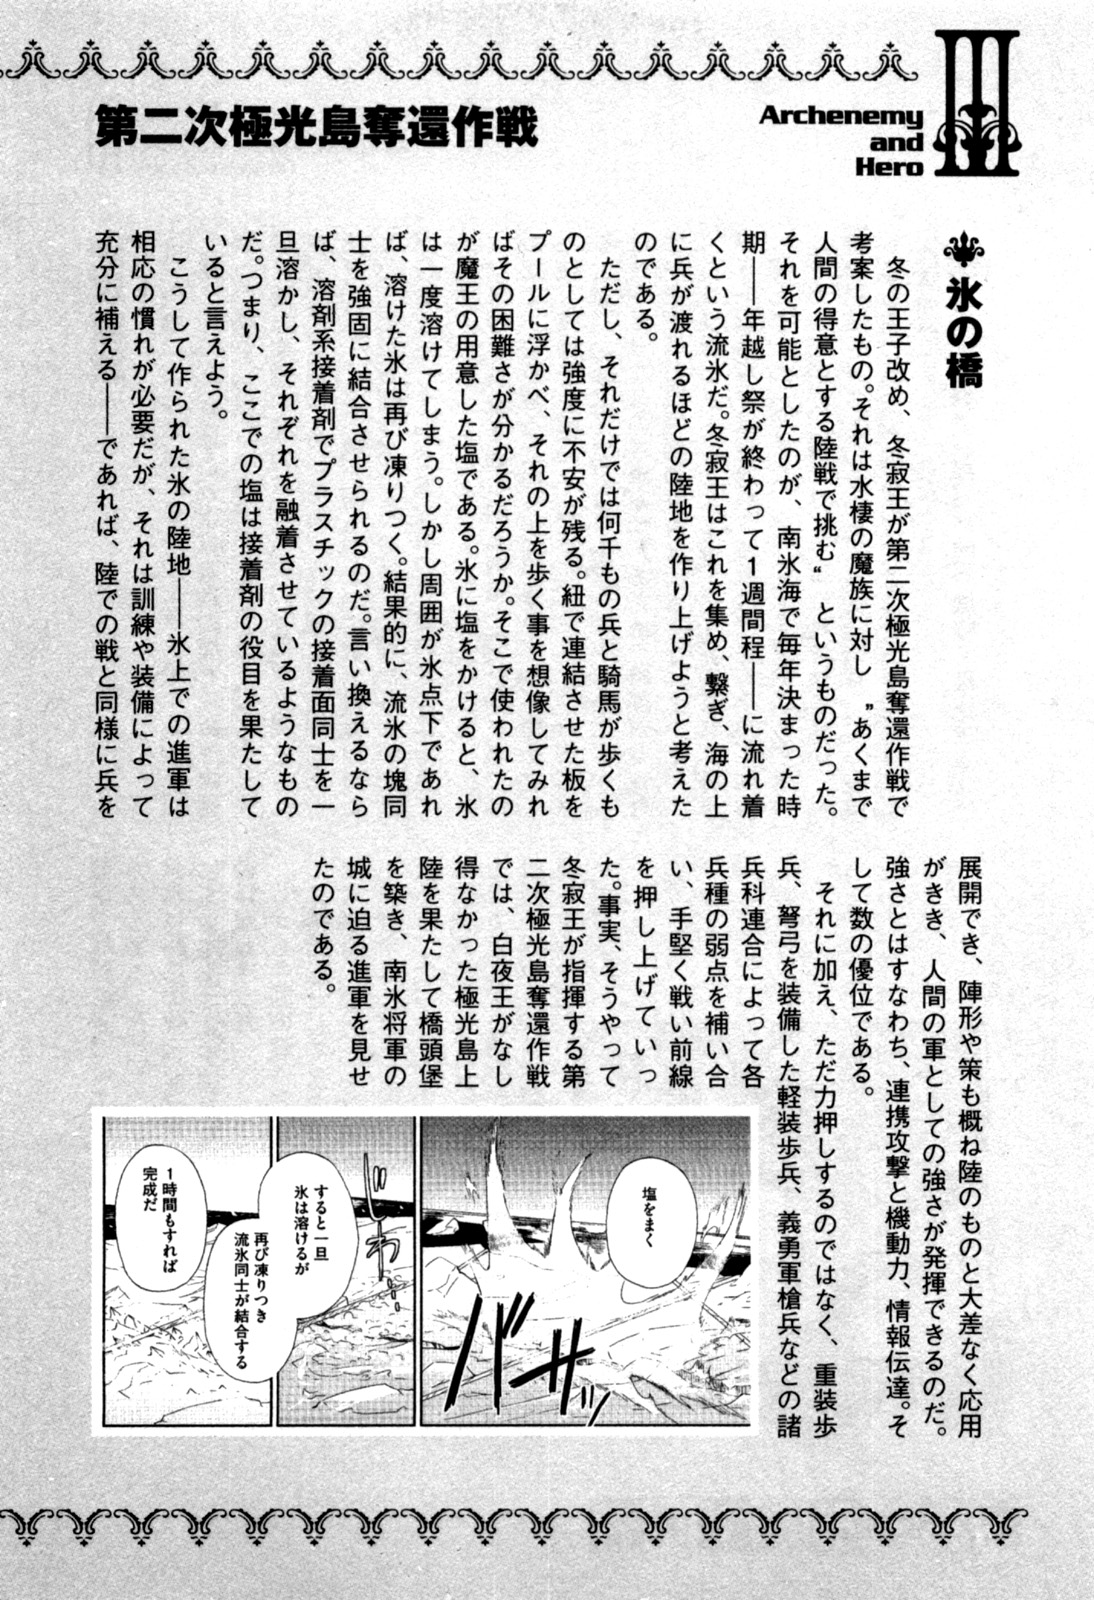 Archenemy
and
Hero
III
第二次極光島奪還作戦
氷の橋
　冬の王子改め、冬寂王が第二次極光島奪還作戦で
考案したもの。それは水棲の魔族に対し〝あくまで
人間の得意とする陸戦で挑む〟というものだった。
それを可能としたのが、南氷海で毎年決まった時
期――年越し祭が終わって1週間程――に流れ着
くという流氷だ。冬寂王はこれを集め、繋ぎ、海の上
に兵が渡れるほどの陸地を作り上げようと考えた
のである。
　ただし、それだけでは何千もの兵と騎馬が歩くも
のとしては強度に不安が残る。紐で連結させた板を
プールに浮かべ、それの上を歩く事を想像してみれ
ばその困難さが分かるだろうか。そこで使われたの
が魔王の用意した塩である。氷に塩をかけると、氷
は一度溶けてしまう。しかし周囲が氷点下であれ
ば、溶けた氷は再び凍りつく。結果的に、流氷の塊同
士を強固に結合させられるのだ。言い換えるなら
ば、溶剤系接着剤でプラスチックの接着面同士を一
旦溶かし、それぞれを融着させているようなもの
だ。つまり、ここでの塩は接着剤の役目を果たして
いると言えよう。
　こうして作られた氷の陸地――氷上での進軍は
相応の慣れが必要だが、それは訓練や装備によって
充分に補える――であれば、陸での戦と同様に兵を
展開でき、陣形や策も概ね陸のものと大差なく応用
がきき、人間の軍としての強さが発揮できるのだ。
強さとはすなわち、連携攻撃と機動力、情報伝達。そ
して数の優位である。
　それに加え、ただ力押しするのではなく、重装歩
兵、弩弓を装備した軽装歩兵、義勇軍槍兵などの諸
兵科連合によって各
兵種の弱点を補い合
い、手堅く戦い前線
を押し上げていっ
た。事実、そうやって
冬寂王が指揮する第
二次極光島奪還作戦
では、白夜王がなし
得なかった極光島上
陸を果たして橋頭堡
を築き、南氷将軍の
城に迫る進軍を見せ
たのである。
塩をまく
バサッ
じわ…
すると一旦
氷は溶けるが
再び凍りつき
流氷同士が結合する
1時間もすれば
完成だ